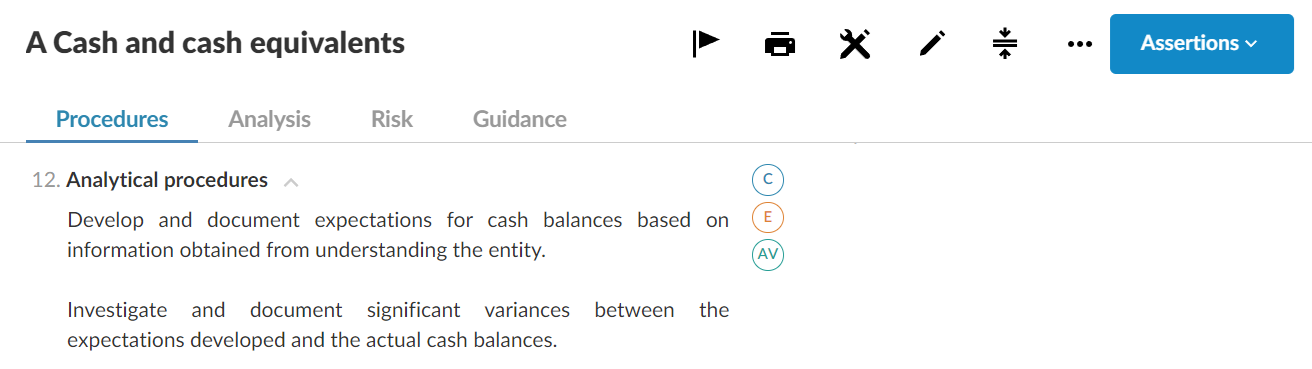 A Cash and cash equivalents
Assertions
Procedures Analysis Risk Guidance
12. Analytical procedures
C
Develop and document expectations for cash balances based on
E
information obtained from understanding the entity.
AV
Investigate and document significant variances between the
expectations developed and the actual cash balances.